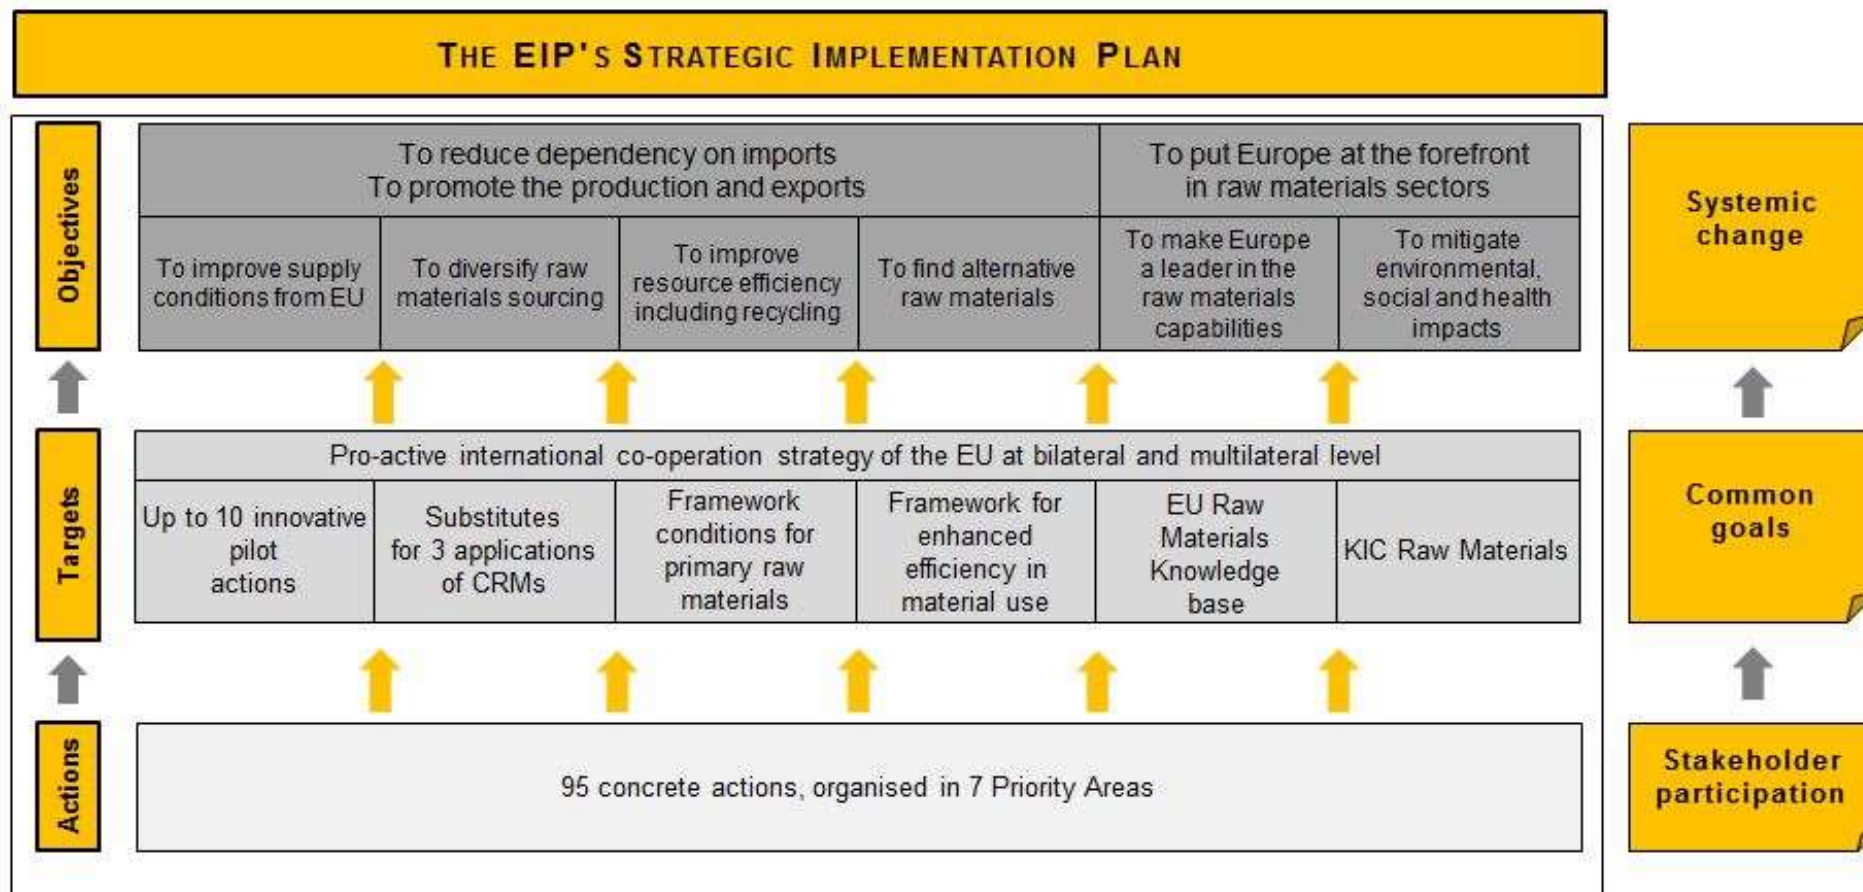 THE EIP'S STRATEGIC IMPLEMENTATION PLAN
Objectives
To reduce dependency on imports
To promote the production and exports
To put Europe at the forefront
in raw materials sectors
To improve supply
conditions from EU
To diversify raw
materials sourcing
To improve
resource efficiency
including recycling
To find alternative
raw materials
To make Europe
a leader in the
raw materials
capabilities
To mitigate
environmental,
social and health
impacts
Systemic
change
Targets
Pro-active international co-operation strategy of the EU at bilateral and multilateral level
Up to 10 innovative
pilot
actions
Substitutes
for 3 applications
of CRMs
Framework
conditions for
primary raw
materials
Framework for
enhanced
efficiency in
material use
EU Raw
Materials
Knowledge
base
KIC Raw Materials
Common
goals
Actions
95 concrete actions, organised in 7 Priority Areas
Stakeholder
participation